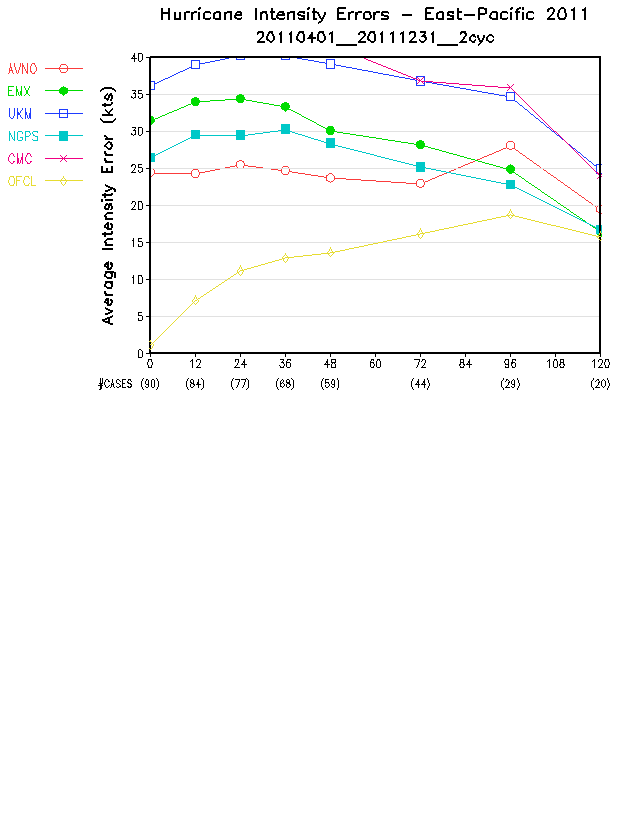 Hurricane Intensity Errors - East-Pacific 2011
20110401__20111231__2cyc
AVNO
EMX
UKM
NGPS
CMC
OFCL
Average Intensity Error (kts)
40
35
30
25
20
15
10
5
0
0 12 24 36 48 60 72 84 96 108 120
#CASES (90) (84) (77) (68) (59) (44) (29) (20)